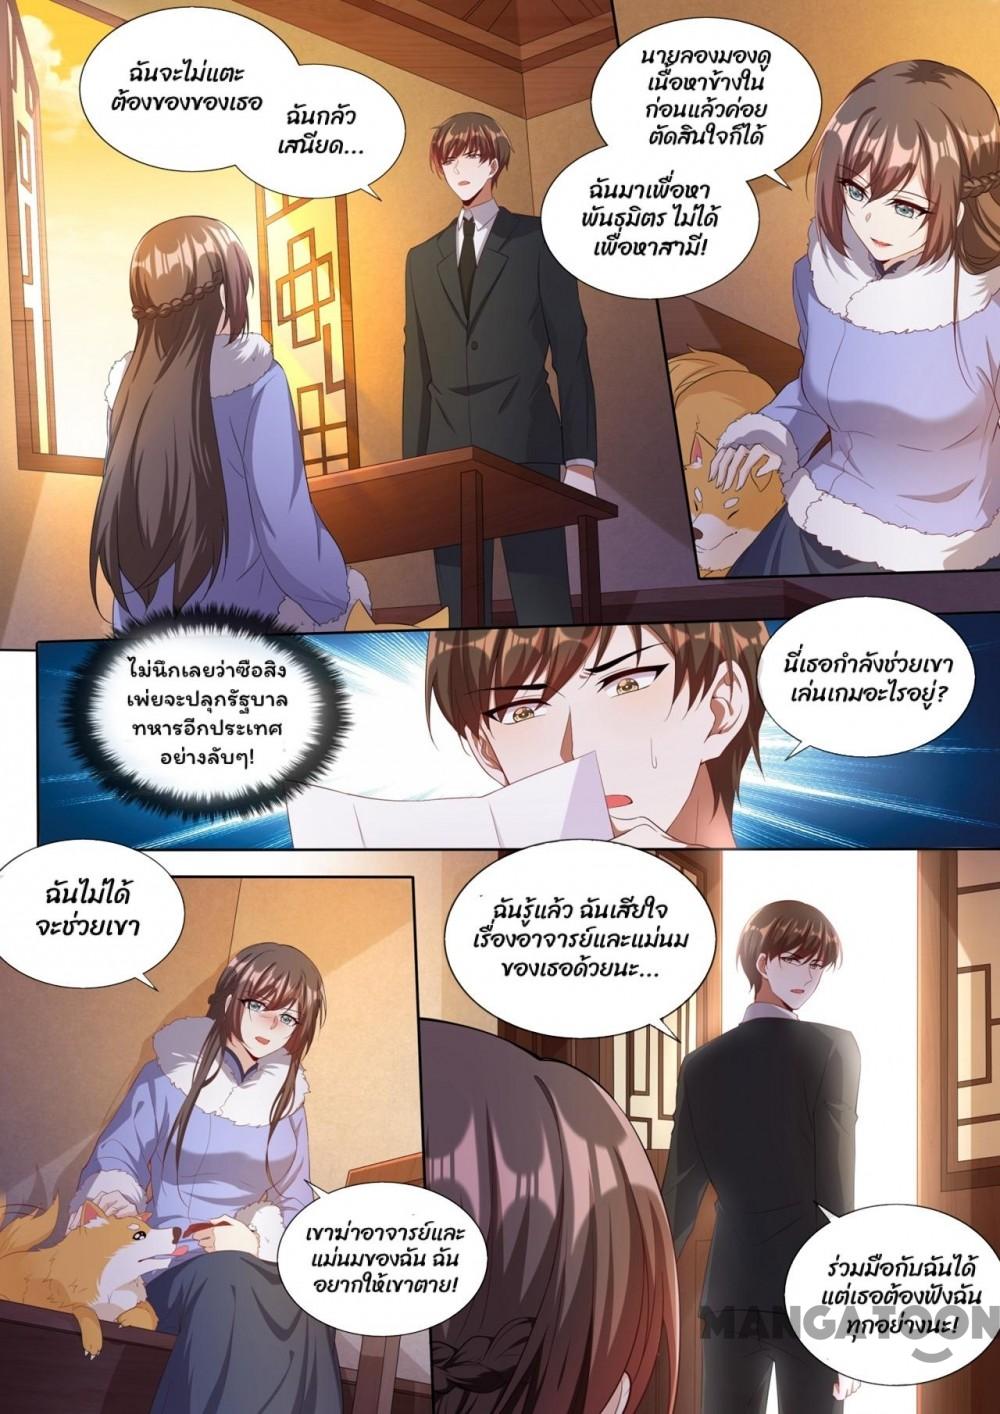 ฉันจะไม่แตะ
ต้องของของเธอ
ฉันกลัว
เสนียด...
นายลองมองดู
เนื้อหาข้างใน
ก่อนแล้วค่อย
ตัดสินใจก็ได้
ฉันมาเพื่อหา
พันธมิตร ไม่ได้
เพื่อหาสามี!
ไม่นึกเลยว่าซือสิง
เพ่ยจะปลุกรัฐบาล
ทหารอีกประเทศ
อย่างลับๆ!
นี่เธอกำลังช่วยเขา
เล่นเกมอะไรอยู่?
ฉันไม่ได้
จะช่วยเขา
เขาฆ่าอาจารย์และ
แม่นมของฉัน ฉัน
อยากให้เขาตาย!
ฉันรู้แล้ว ฉันเสียใจ
เรื่องอาจารย์และแม่นม
ของเธอด้วยนะ...
ร่วมมือกับฉันได้
แต่เธอต้องฟังฉัน
ทุกอย่างนะ!
MANGATOON